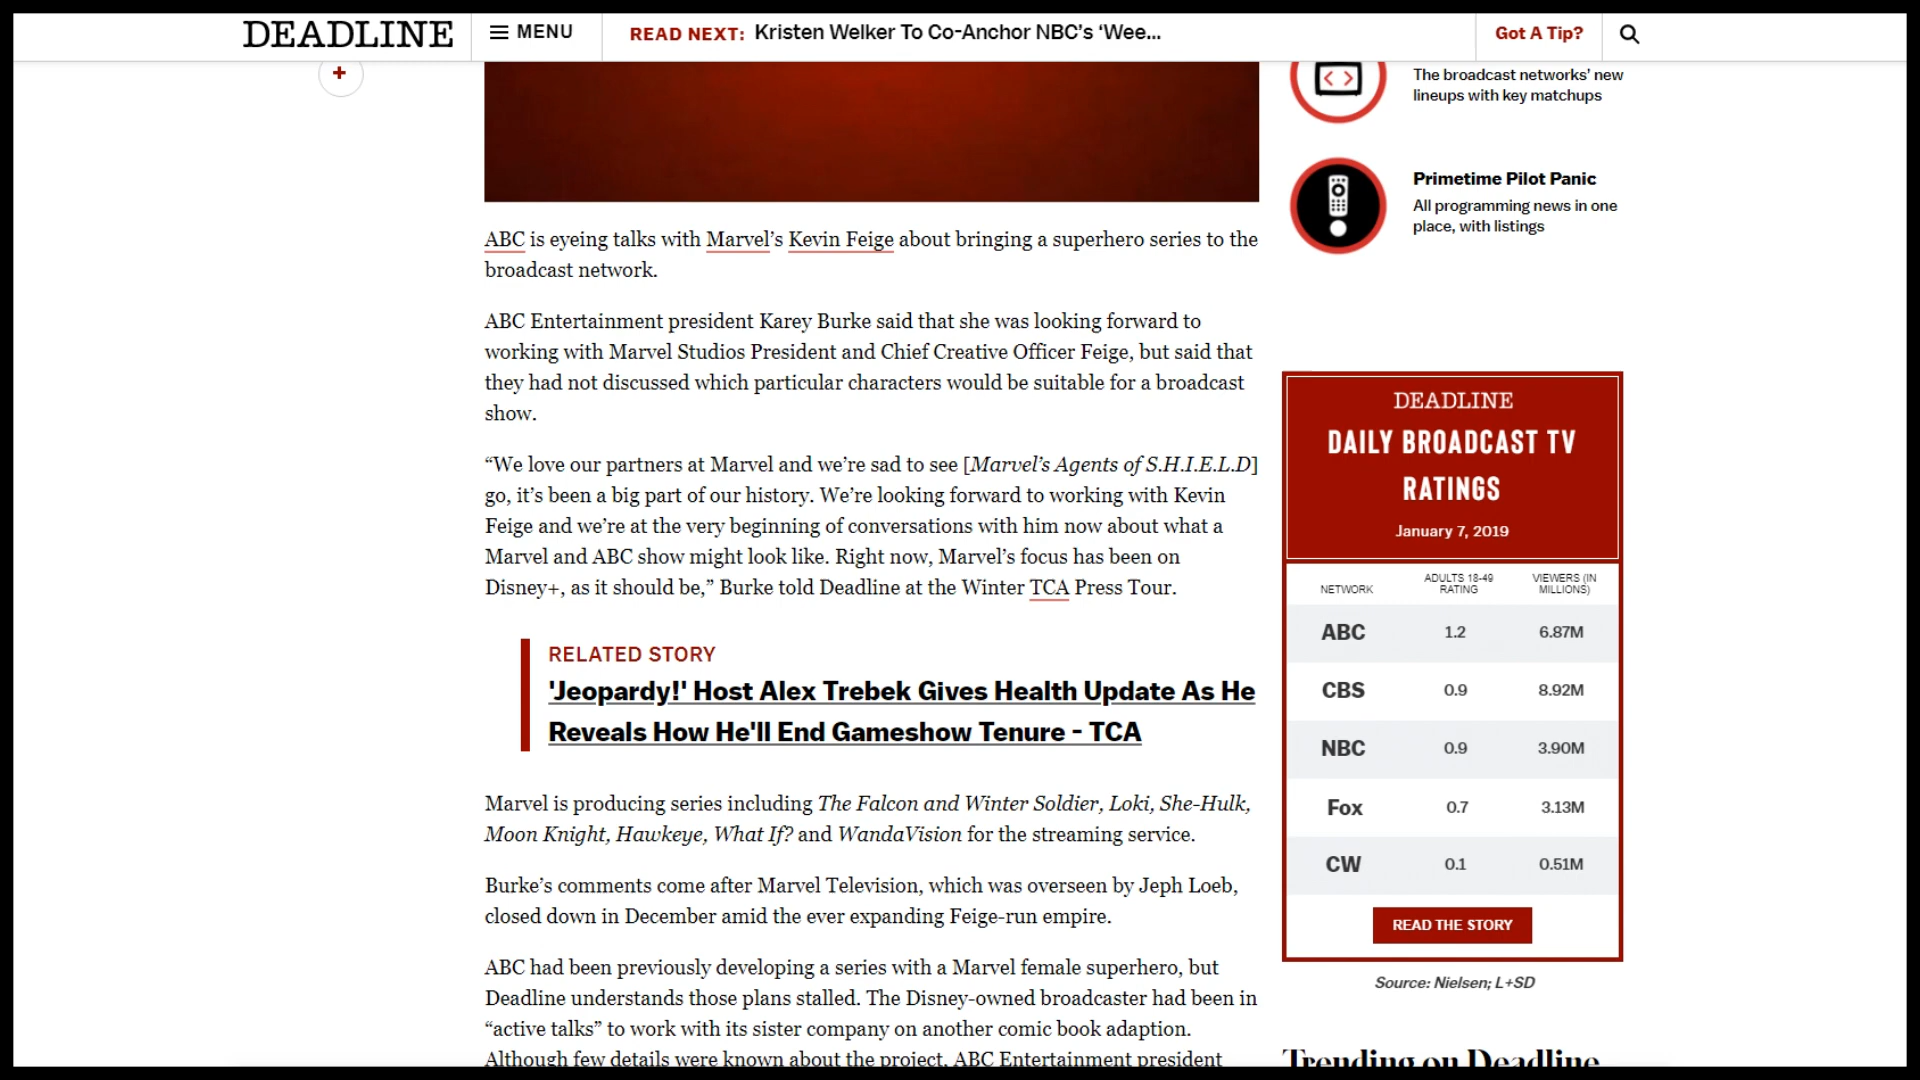 DEADLINE
MENU
READ NEXT: Kristen Welker To Co-Anchor NBC's ‘Wee...
Got A Tip?
+
ABC is eyeing talks with Marvel’s Kevin Feige about bringing a superhero series to the
broadcast network.
ABC Entertainment president Karey Burke said that she was looking forward to
working with Marvel Studios President and Chief Creative Officer Feige, but said that
they had not discussed which particular characters would be suitable for a broadcast
show.
“We love our partners at Marvel and we’re sad to see [Marvel’s Agents of S.H.I.E.L.D]
go, it’s been a big part of our history. We’re looking forward to working with Kevin
Feige and we’re at the very beginning of conversations with him now about what a
Marvel and ABC show might look like. Right now, Marvel’s focus has been on
Disney+, as it should be,” Burke told Deadline at the Winter TCA Press Tour.
RELATED STORY
'Jeopardy!' Host Alex Trebek Gives Health Update As He
Reveals How He'll End Gameshow Tenure - TCA
Marvel is producing series including The Falcon and Winter Soldier, Loki, She-Hulk,
Moon Knight, Hawkeye, What If? and WandaVision for the streaming service.
Burke’s comments come after Marvel Television, which was overseen by Jeph Loeb,
closed down in December amid the ever expanding Feige-run empire.
ABC had been previously developing a series with a Marvel female superhero, but
Deadline understands those plans stalled. The Disney-owned broadcaster had been in
“active talks” to work with its sister company on another comic book adaption.
Although few details were known about the project, ABC Entertainment president
The broadcast networks’ new
lineups with key matchups
Primetime Pilot Panic
All programming news in one
place, with listings
DEADLINE
DAILY BROADCAST TV
RATINGS
January 7, 2019
NETWORK ADULTS 18-49 RATING VIEWERS (IN MILLIONS)
ABC 1.2 6.87M
CBS 0.9 8.92M
NBC 0.9 3.90M
Fox 0.7 3.13M
CW 0.1 0.51M
READ THE STORY
Source: Nielsen; L+SD
Trending on Deadline